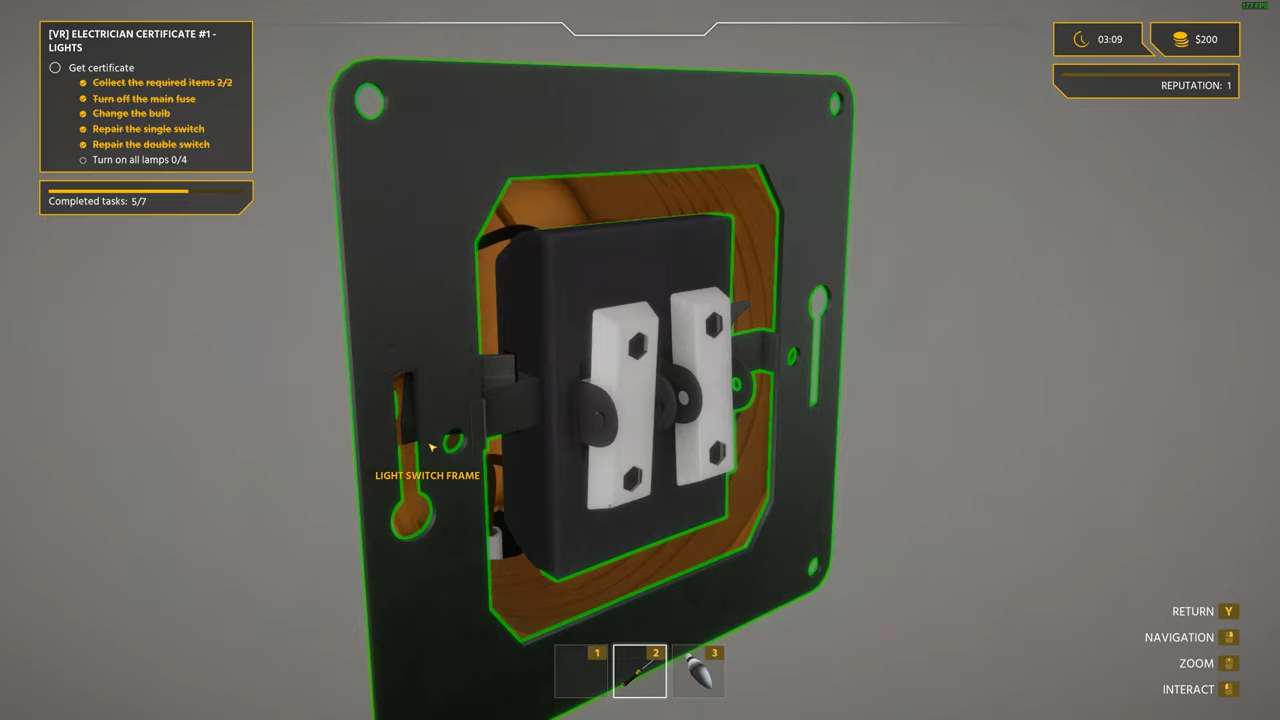 177 FPS
[VR] ELECTRICIAN CERTIFICATE #1 -
LIGHTS
Get certificate
Collect the required items 2/2
Turn off the main fuse
Change the bulb
Repair the single switch
Repair the double switch
Turn on all lamps 0/4
Completed tasks: 5/7
03:09
$200
REPUTATION: 1
LIGHT SWITCH FRAME
1
2
3
RETURN Y
NAVIGATION
ZOOM
INTERACT